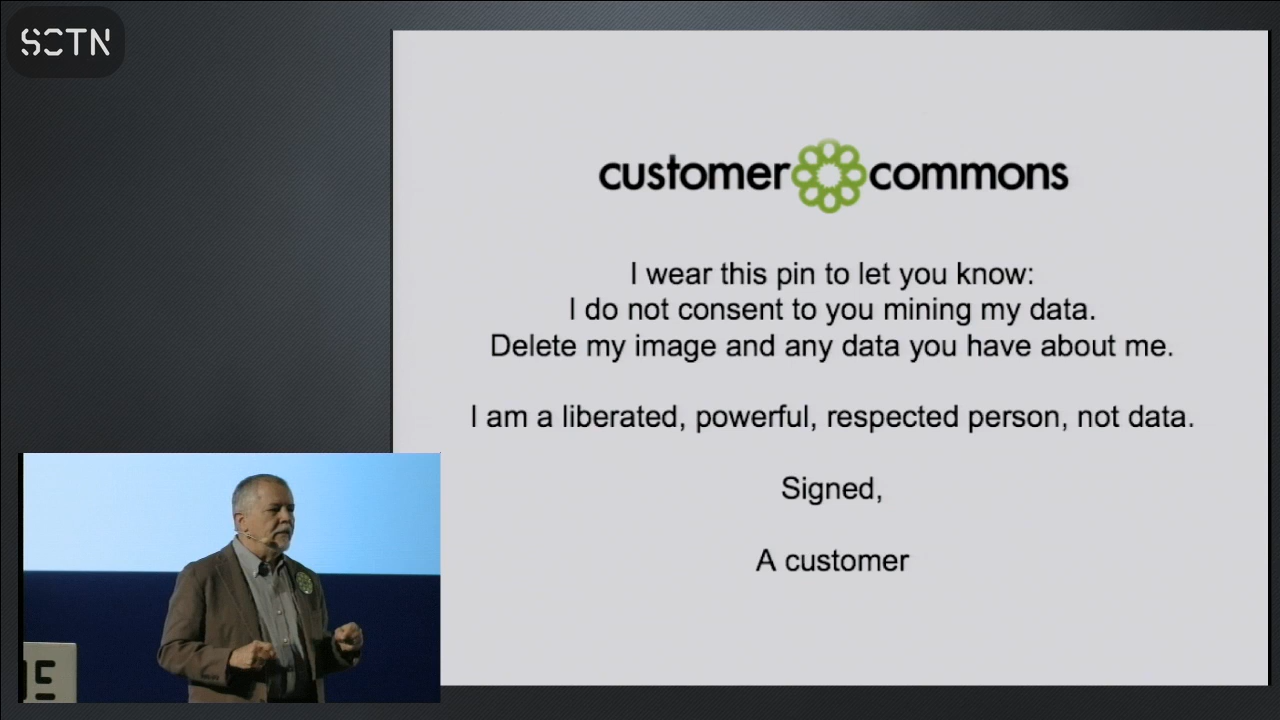 SCTN
customer commons
I wear this pin to let you know:
I do not consent to you mining my data.
Delete my image and any data you have about me.
I am a liberated, powerful, respected person, not data.
Signed,
A customer